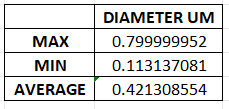 DIAMETER UM
MAX 0.799999952
MIN 0.113137081
AVERAGE 0.421308554